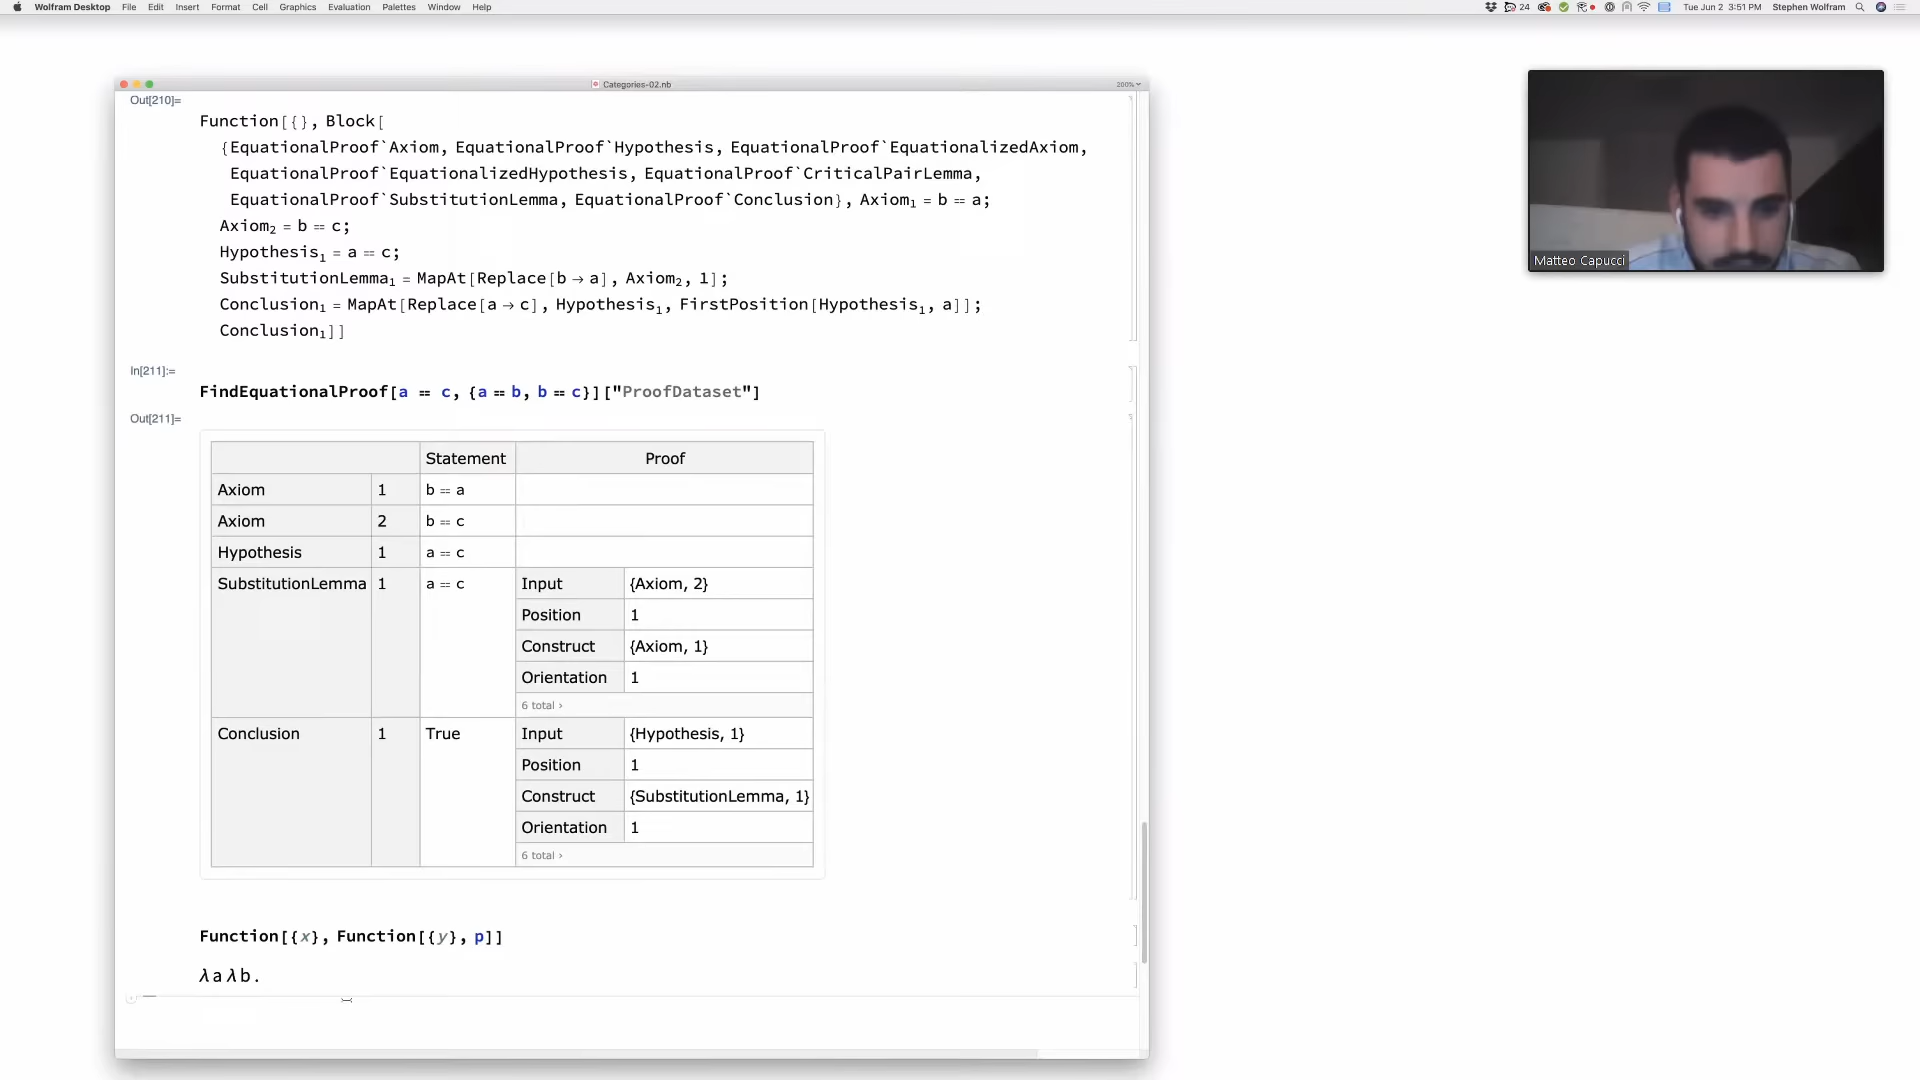 Wolfram Desktop File Edit Insert Format Cell Graphics Evaluation Palettes Window Help 24 Tue Jun 2 3:51 PM Stephen Wolfram
Categories-02.nb 200%
Out[210]=
Function[{}, Block[
{EquationalProof`Axiom, EquationalProof`Hypothesis, EquationalProof`EquationalizedAxiom,
EquationalProof`EquationalizedHypothesis, EquationalProof`CriticalPairLemma,
EquationalProof`SubstitutionLemma, EquationalProof`Conclusion}, Axiom₁ = b == a;
Axiom₂ = b == c;
Hypothesis₁ = a == c;
SubstitutionLemma₁ = MapAt[Replace[b → a], Axiom₂, 1];
Conclusion₁ = MapAt[Replace[a → c], Hypothesis₁, FirstPosition[Hypothesis₁, a]];
Conclusion₁]]
In[211]:=
FindEquationalProof[a == c, {a == b, b == c}]["ProofDataset"]
Out[211]=
Statement Proof
Axiom 1 b == a
Axiom 2 b == c
Hypothesis 1 a == c
SubstitutionLemma 1 a == c Input {Axiom, 2}
Position 1
Construct {Axiom, 1}
Orientation 1
6 total ›
Conclusion 1 True Input {Hypothesis, 1}
Position 1
Construct {SubstitutionLemma, 1}
Orientation 1
6 total ›
Function[{x}, Function[{y}, p]]
λ a λ b .
Matteo Capucci